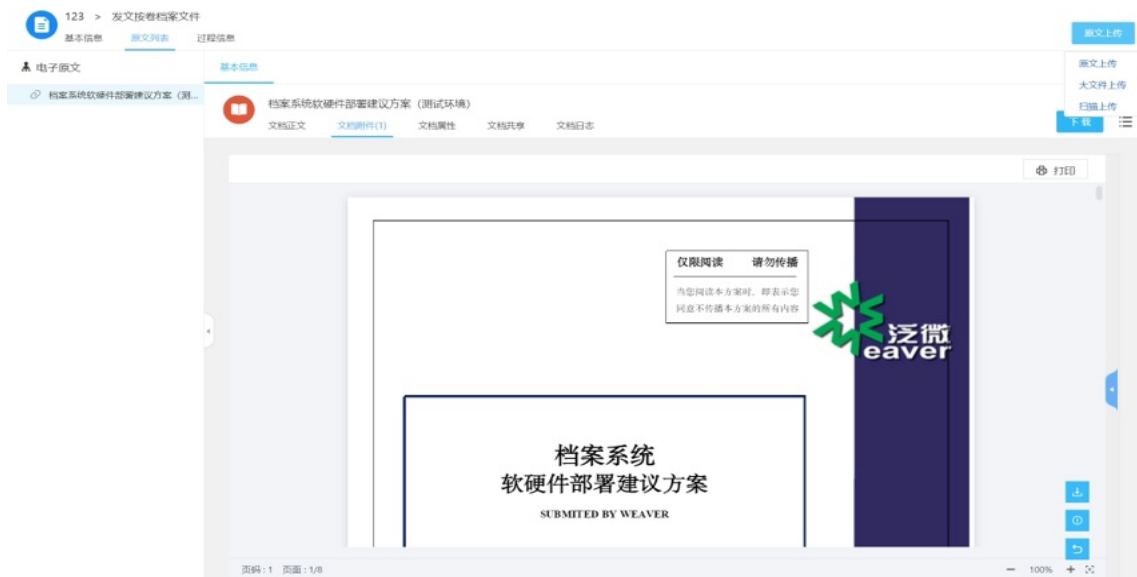 123 > 发文按卷档案文件
基本信息 原文列表 过程信息
原文上传
原文上传
大文件上传
扫描上传
电子原文
档案系统软硬件部署建议方案（测...
基本信息
档案系统软硬件部署建议方案（测试环境）
文档正文 文档附件(1) 文档属性 文档共享 文档日志
下载
打印
仅限阅读 请勿传播
当您阅读本方案时，即表示您
同意不传播本方案的所有内容
泛微
eaver
档案系统
软硬件部署建议方案
SUBMITED BY WEAVER
页码：1 页面：1/8
100%